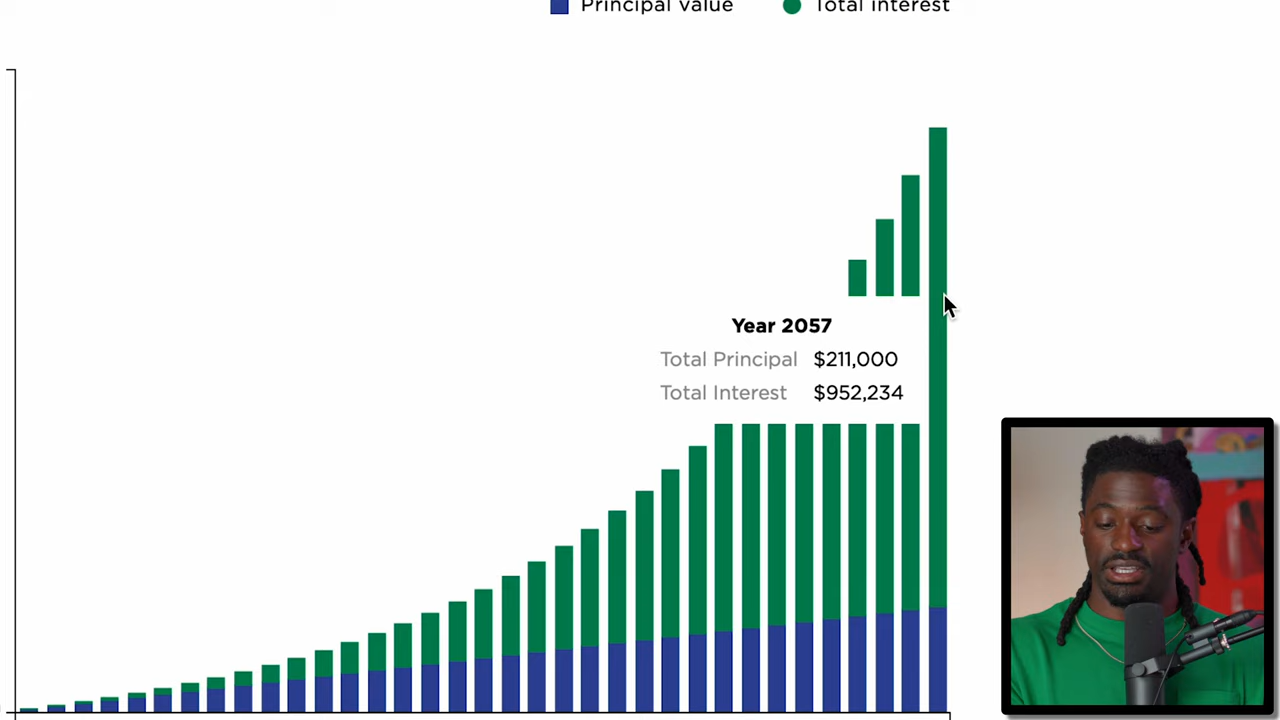 Principal value Total interest
Year 2057
Total Principal $211,000
Total Interest $952,234